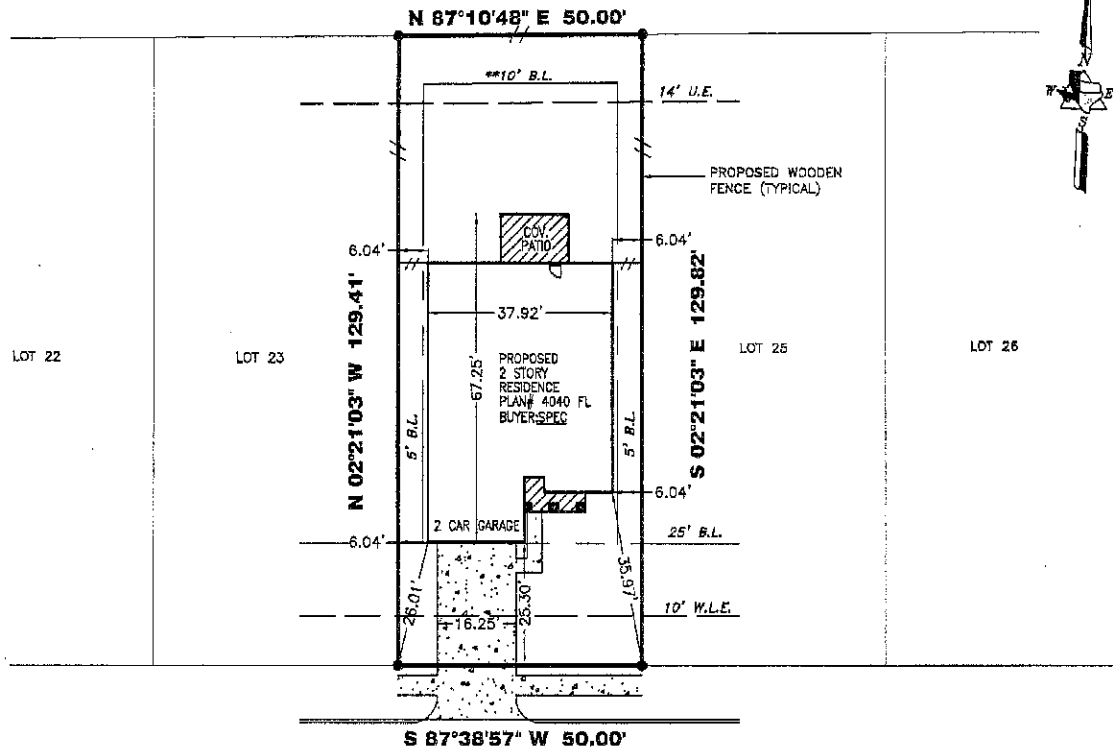 N 87°10'48" E 50.00'
**10' B.L.
14' U.E.
N
W
E
S
PROPOSED WOODEN
FENCE (TYPICAL)
COV.
PATIO
6.04'
6.04'
37.92'
N 02°21'03" W 129.41'
S 02°21'03" E 129.82'
LOT 22
LOT 23
LOT 25
LOT 26
67.25'
PROPOSED
2 STORY
RESIDENCE
PLAN# 4040 FL
BUYER:SPEC
5' B.L.
5' B.L.
6.04'
2 CAR GARAGE
6.04'
25' B.L.
26.01'
25.30'
35.97'
16.25'
10' W.L.E.
S 87°38'57" W 50.00'